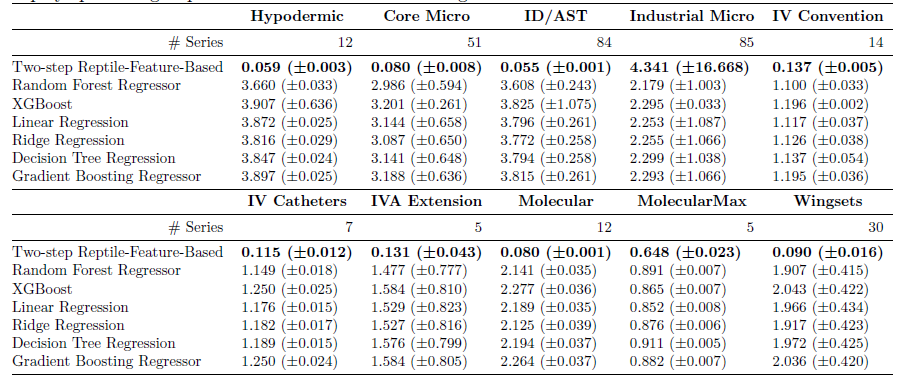 Hypodermic Core Micro ID/AST Industrial Micro IV Convention
# Series 12 51 84 85 14
Two-step Reptile-Feature-Based 0.059 (±0.003) 0.080 (±0.008) 0.055 (±0.001) 4.341 (±16.668) 0.137 (±0.005)
Random Forest Regressor 3.660 (±0.033) 2.986 (±0.594) 3.608 (±0.243) 2.179 (±1.003) 1.100 (±0.033)
XGBoost 3.907 (±0.636) 3.201 (±0.261) 3.825 (±1.075) 2.295 (±0.033) 1.196 (±0.002)
Linear Regression 3.872 (±0.025) 3.144 (±0.658) 3.796 (±0.261) 2.253 (±1.087) 1.117 (±0.037)
Ridge Regression 3.816 (±0.029) 3.087 (±0.650) 3.772 (±0.258) 2.255 (±1.066) 1.126 (±0.038)
Decision Tree Regression 3.847 (±0.024) 3.141 (±0.648) 3.794 (±0.258) 2.299 (±1.038) 1.137 (±0.054)
Gradient Boosting Regressor 3.897 (±0.025) 3.188 (±0.636) 3.815 (±0.261) 2.293 (±1.066) 1.195 (±0.036)
IV Catheters IVA Extension Molecular MolecularMax Wingsets
# Series 7 5 12 5 30
Two-step Reptile-Feature-Based 0.115 (±0.012) 0.131 (±0.043) 0.080 (±0.001) 0.648 (±0.023) 0.090 (±0.016)
Random Forest Regressor 1.149 (±0.018) 1.477 (±0.777) 2.141 (±0.035) 0.891 (±0.007) 1.907 (±0.415)
XGBoost 1.250 (±0.025) 1.584 (±0.810) 2.277 (±0.036) 0.865 (±0.007) 2.043 (±0.422)
Linear Regression 1.176 (±0.015) 1.529 (±0.823) 2.189 (±0.035) 0.852 (±0.008) 1.966 (±0.434)
Ridge Regression 1.182 (±0.017) 1.527 (±0.816) 2.125 (±0.039) 0.876 (±0.006) 1.917 (±0.423)
Decision Tree Regression 1.189 (±0.015) 1.576 (±0.799) 2.194 (±0.037) 0.911 (±0.005) 1.972 (±0.425)
Gradient Boosting Regressor 1.250 (±0.024) 1.584 (±0.805) 2.264 (±0.037) 0.882 (±0.007) 2.036 (±0.420)